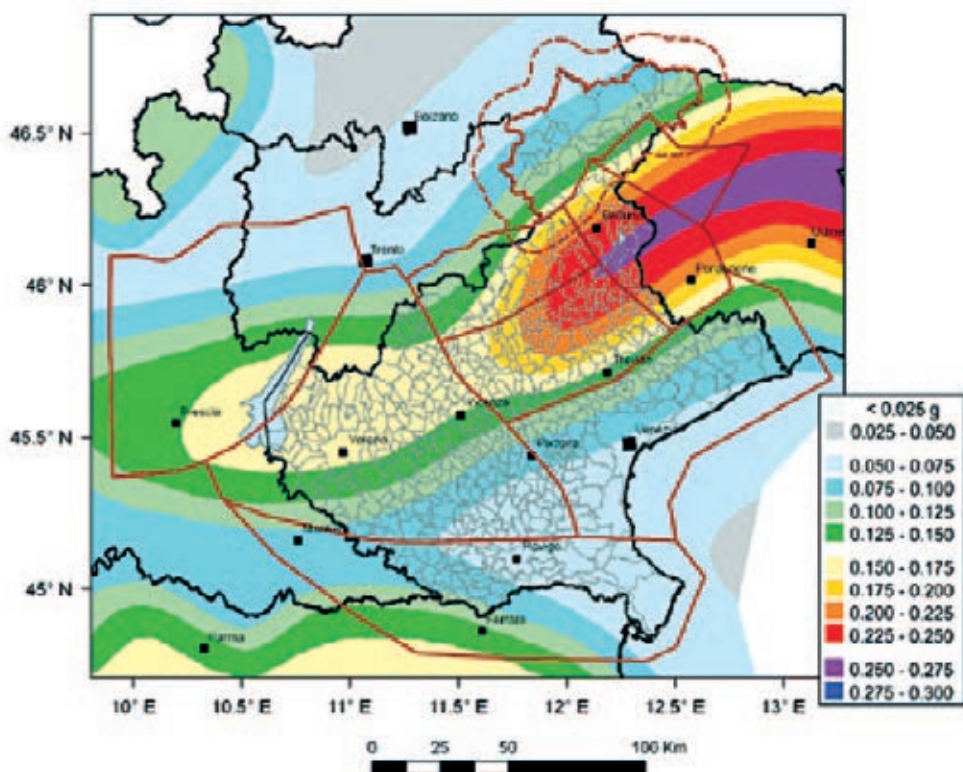 46.5° N
46° N
45.5° N
45° N
Bolzano
Trento
Belluno
Udine
Pordenone
Treviso
Brescia
Vicenza
Verona
Padova
Venezia
Mantova
Rovigo
Ferrara
Parma
< 0.025 g
0.025 - 0.050
0.050 - 0.075
0.075 - 0.100
0.100 - 0.125
0.125 - 0.150
0.150 - 0.175
0.175 - 0.200
0.200 - 0.225
0.225 - 0.250
0.250 - 0.275
0.275 - 0.300
10° E
10.5° E
11° E
11.5° E
12° E
12.5° E
13° E
0 25 50 100 Km